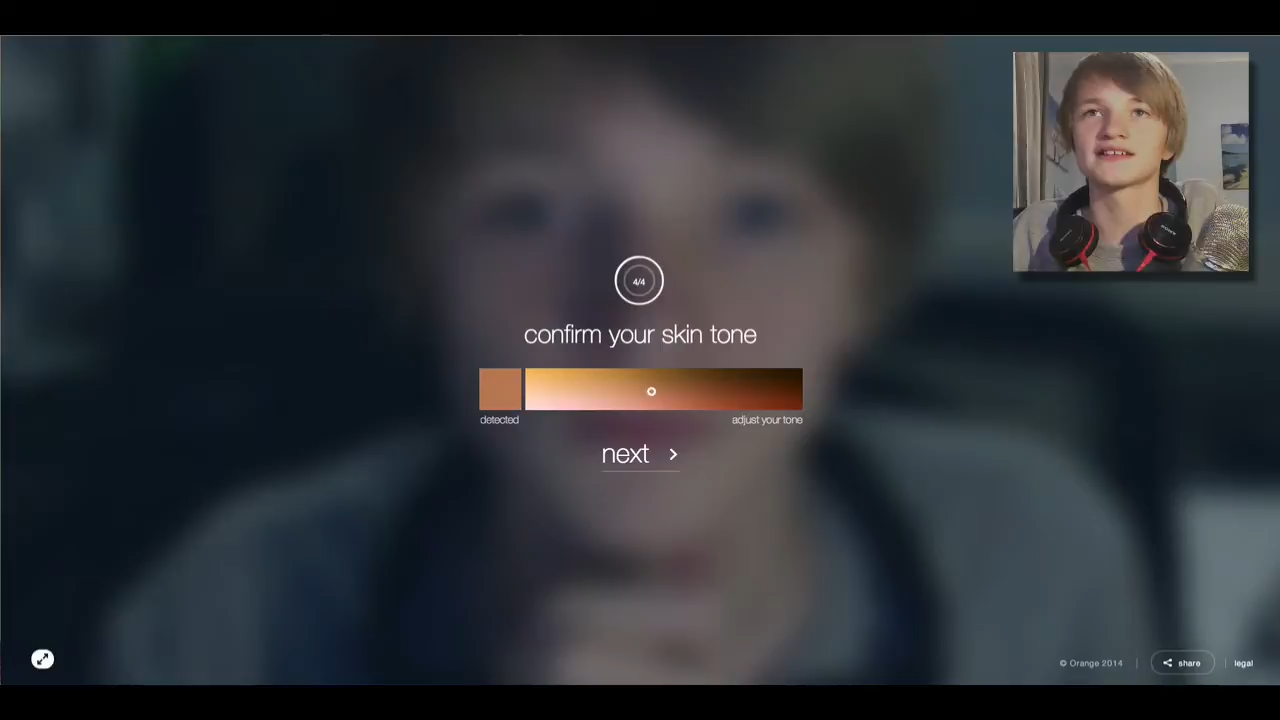 4/4
confirm your skin tone
detected
adjust your tone
next
© Orange 2014
share
legal